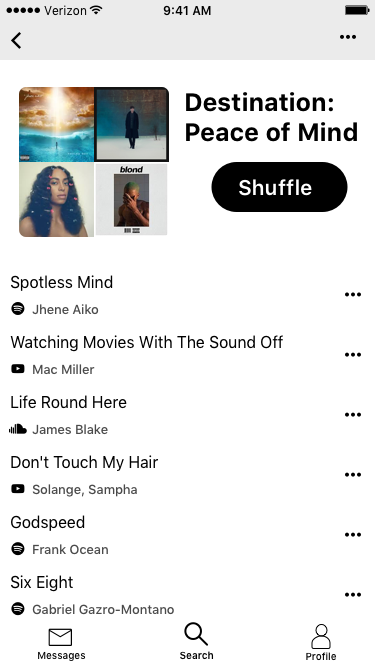 Verizon 9:41 AM
Destination:
Peace of Mind
blond
Shuffle
Spotless Mind
Jhene Aiko
Watching Movies With The Sound Off
Mac Miller
Life Round Here
James Blake
Don't Touch My Hair
Solange, Sampha
Godspeed
Frank Ocean
Six Eight
Gabriel Gazro-Montano
Messages Search Profile